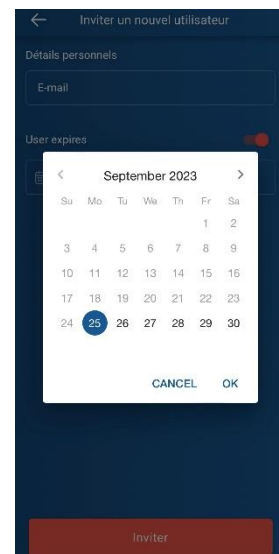 Inviter un nouvel utilisateur
Détails personnels
E-mail
User expires
September 2023
Su Mo Tu We Th Fr Sa
1 2
3 4 5 6 7 8 9
10 11 12 13 14 15 16
17 18 19 20 21 22 23
24 25 26 27 28 29 30
CANCEL OK
Inviter